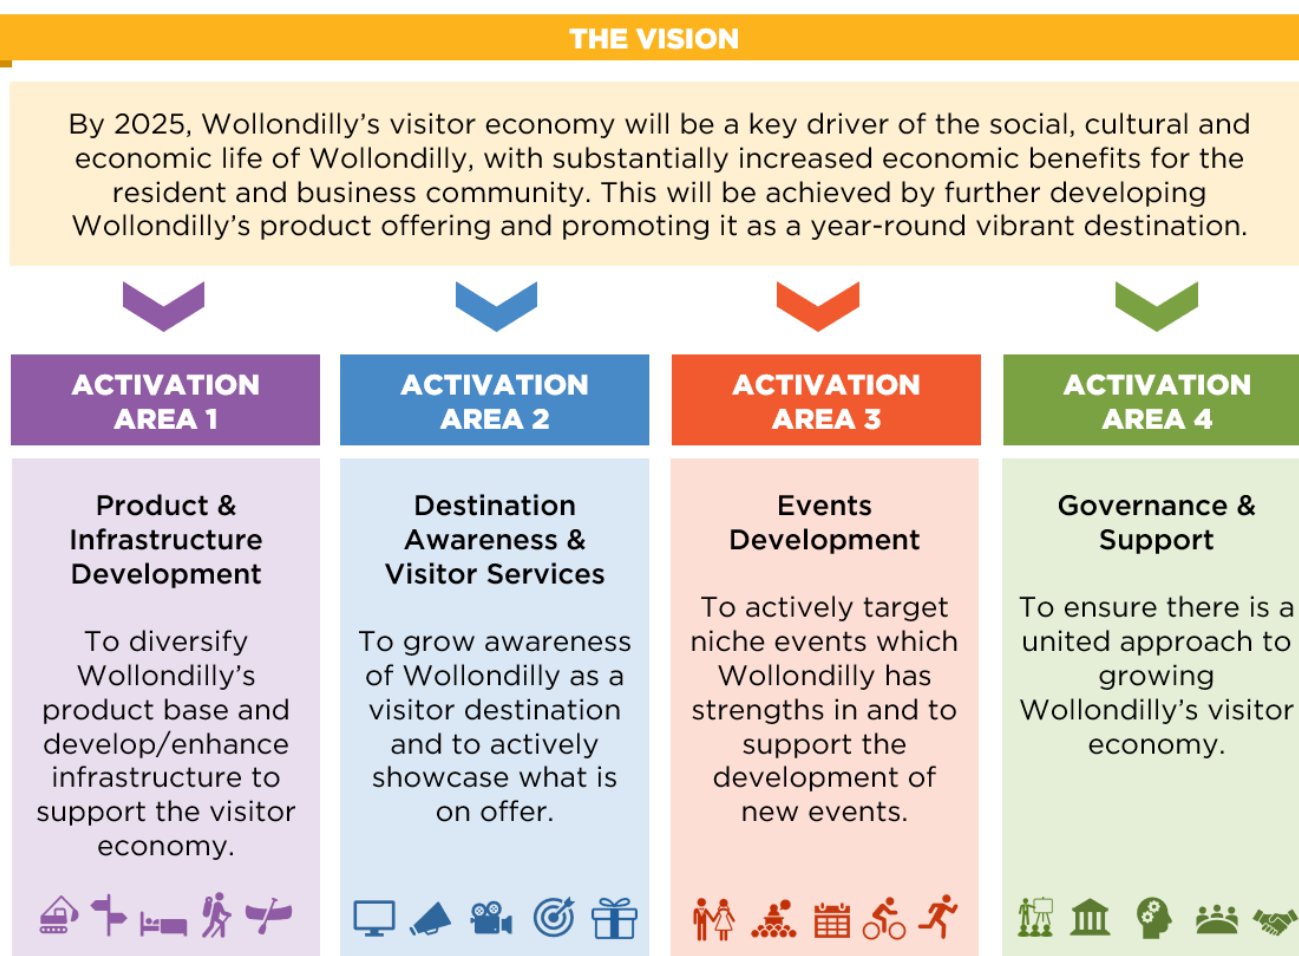 THE VISION
By 2025, Wollondilly's visitor economy will be a key driver of the social, cultural and
economic life of Wollondilly, with substantially increased economic benefits for the
resident and business community. This will be achieved by further developing
Wollondilly's product offering and promoting it as a year-round vibrant destination.
ACTIVATION
AREA 1
Product &
Infrastructure
Development
To diversify
Wollondilly's
product base and
develop/enhance
infrastructure to
support the visitor
economy.
ACTIVATION
AREA 2
Destination
Awareness &
Visitor Services
To grow awareness
of Wollondilly as a
visitor destination
and to actively
showcase what is
on offer.
ACTIVATION
AREA 3
Events
Development
To actively target
niche events which
Wollondilly has
strengths in and to
support the
development of
new events.
ACTIVATION
AREA 4
Governance &
Support
To ensure there is a
united approach to
growing
Wollondilly's visitor
economy.